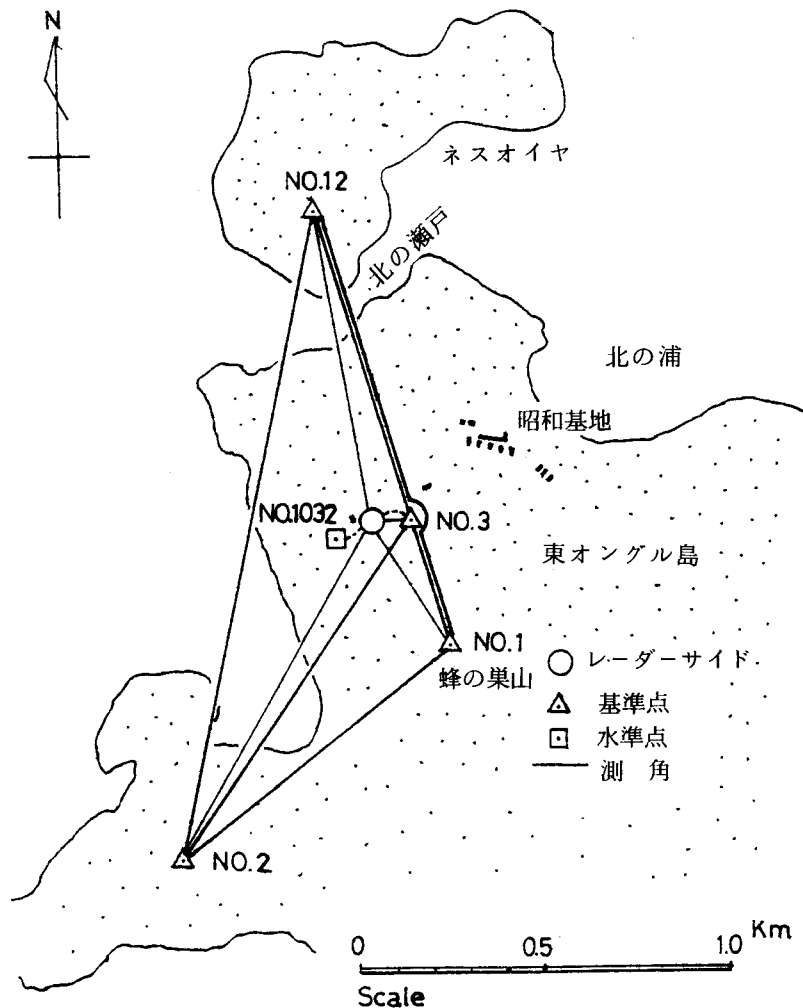 N
ネスオイヤ
NO.12
北の瀬戸
北の浦
昭和基地
NO.1032
NO.3
東オングル島
NO.1
蜂の巣山
レーダーサイド
基準点
水準点
測 角
NO.2
0 0.5 1.0 Km
Scale